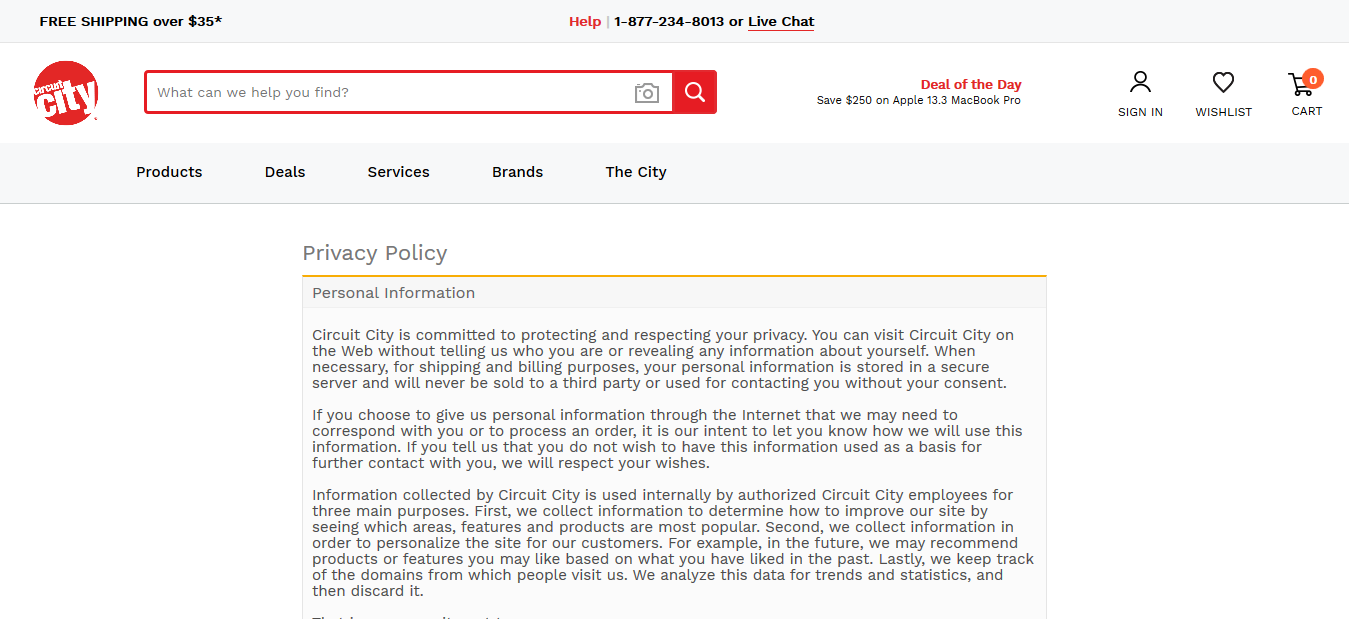 FREE SHIPPING over $35*
Help | 1-877-234-8013 or Live Chat
circuit
city
What can we help you find?
Deal of the Day
Save $250 on Apple 13.3 MacBook Pro
SIGN IN
WISHLIST
0
CART
Products
Deals
Services
Brands
The City
Privacy Policy
Personal Information
Circuit City is committed to protecting and respecting your privacy. You can visit Circuit City on
the Web without telling us who you are or revealing any information about yourself. When
necessary, for shipping and billing purposes, your personal information is stored in a secure
server and will never be sold to a third party or used for contacting you without your consent.
If you choose to give us personal information through the Internet that we may need to
correspond with you or to process an order, it is our intent to let you know how we will use this
information. If you tell us that you do not wish to have this information used as a basis for
further contact with you, we will respect your wishes.
Information collected by Circuit City is used internally by authorized Circuit City employees for
three main purposes. First, we collect information to determine how to improve our site by
seeing which areas, features and products are most popular. Second, we collect information in
order to personalize the site for our customers. For example, in the future, we may recommend
products or features you may like based on what you have liked in the past. Lastly, we keep track
of the domains from which people visit us. We analyze this data for trends and statistics, and
then discard it.